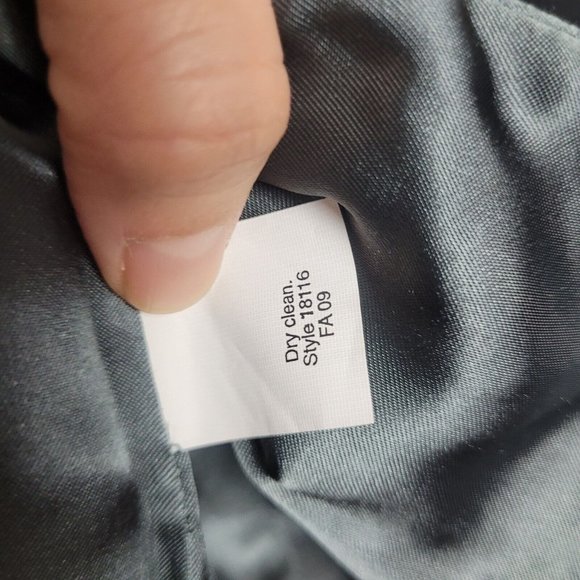 Dry clean.
Style 18116
FA 09